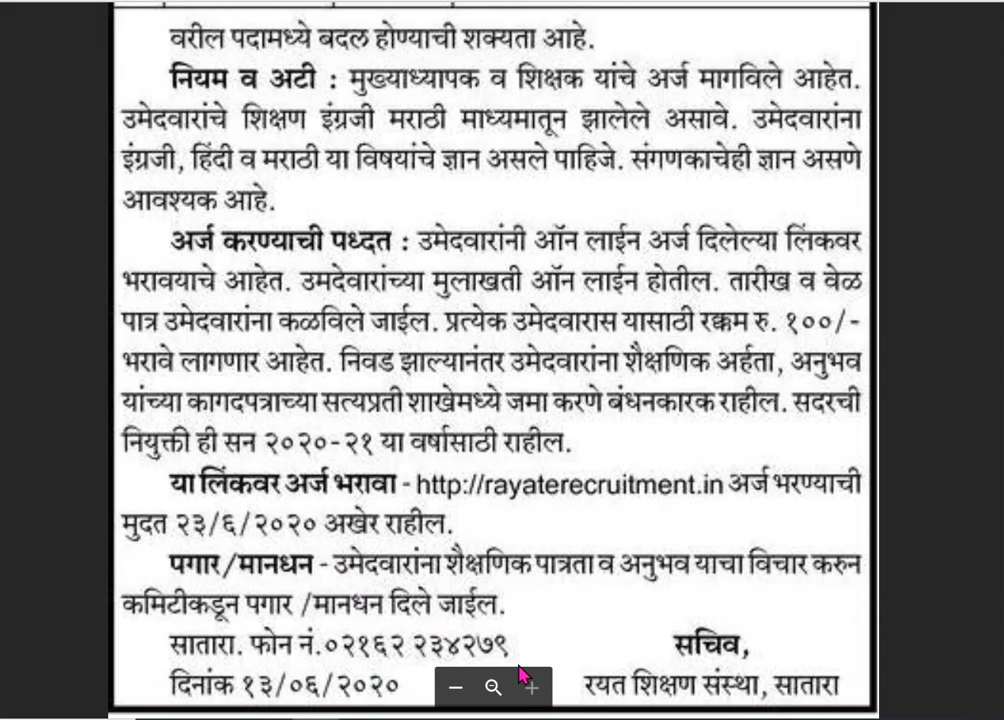 वरील पदामध्ये बदल होण्याची शक्यता आहे.
नियम व अटी : मुख्याध्यापक व शिक्षक यांचे अर्ज मागविले आहेत.
उमेदवारांचे शिक्षण इंग्रजी मराठी माध्यमातून झालेले असावे. उमेदवारांना
इंग्रजी, हिंदी व मराठी या विषयांचे ज्ञान असले पाहिजे. संगणकाचेही ज्ञान असणे
आवश्यक आहे.
अर्ज करण्याची पध्दत : उमेदवारांनी ऑन लाईन अर्ज दिलेल्या लिंकवर
भरावयाचे आहेत. उमदेवारांच्या मुलाखती ऑन लाईन होतील. तारीख व वेळ
पात्र उमेदवारांना कळविले जाईल. प्रत्येक उमेदवारास यासाठी रक्कम रु. १००/-
भरावे लागणार आहेत. निवड झाल्यानंतर उमेदवारांना शैक्षणिक अर्हता, अनुभव
यांच्या कागदपत्राच्या सत्यप्रती शाखेमध्ये जमा करणे बंधनकारक राहील. सदरची
नियुक्ती ही सन २०२०-२१ या वर्षासाठी राहील.
या लिंकवर अर्ज भरावा - http://rayaterecruitment.in अर्ज भरण्याची
मुदत २३/६/२०२० अखेर राहील.
पगार/मानधन - उमेदवारांना शैक्षणिक पात्रता व अनुभव याचा विचार करुन
कमिटीकडून पगार /मानधन दिले जाईल.
सातारा. फोन नं.०२१६२ २३४२७९ सचिव,
दिनांक १३/०६/२०२० रयत शिक्षण संस्था, सातारा